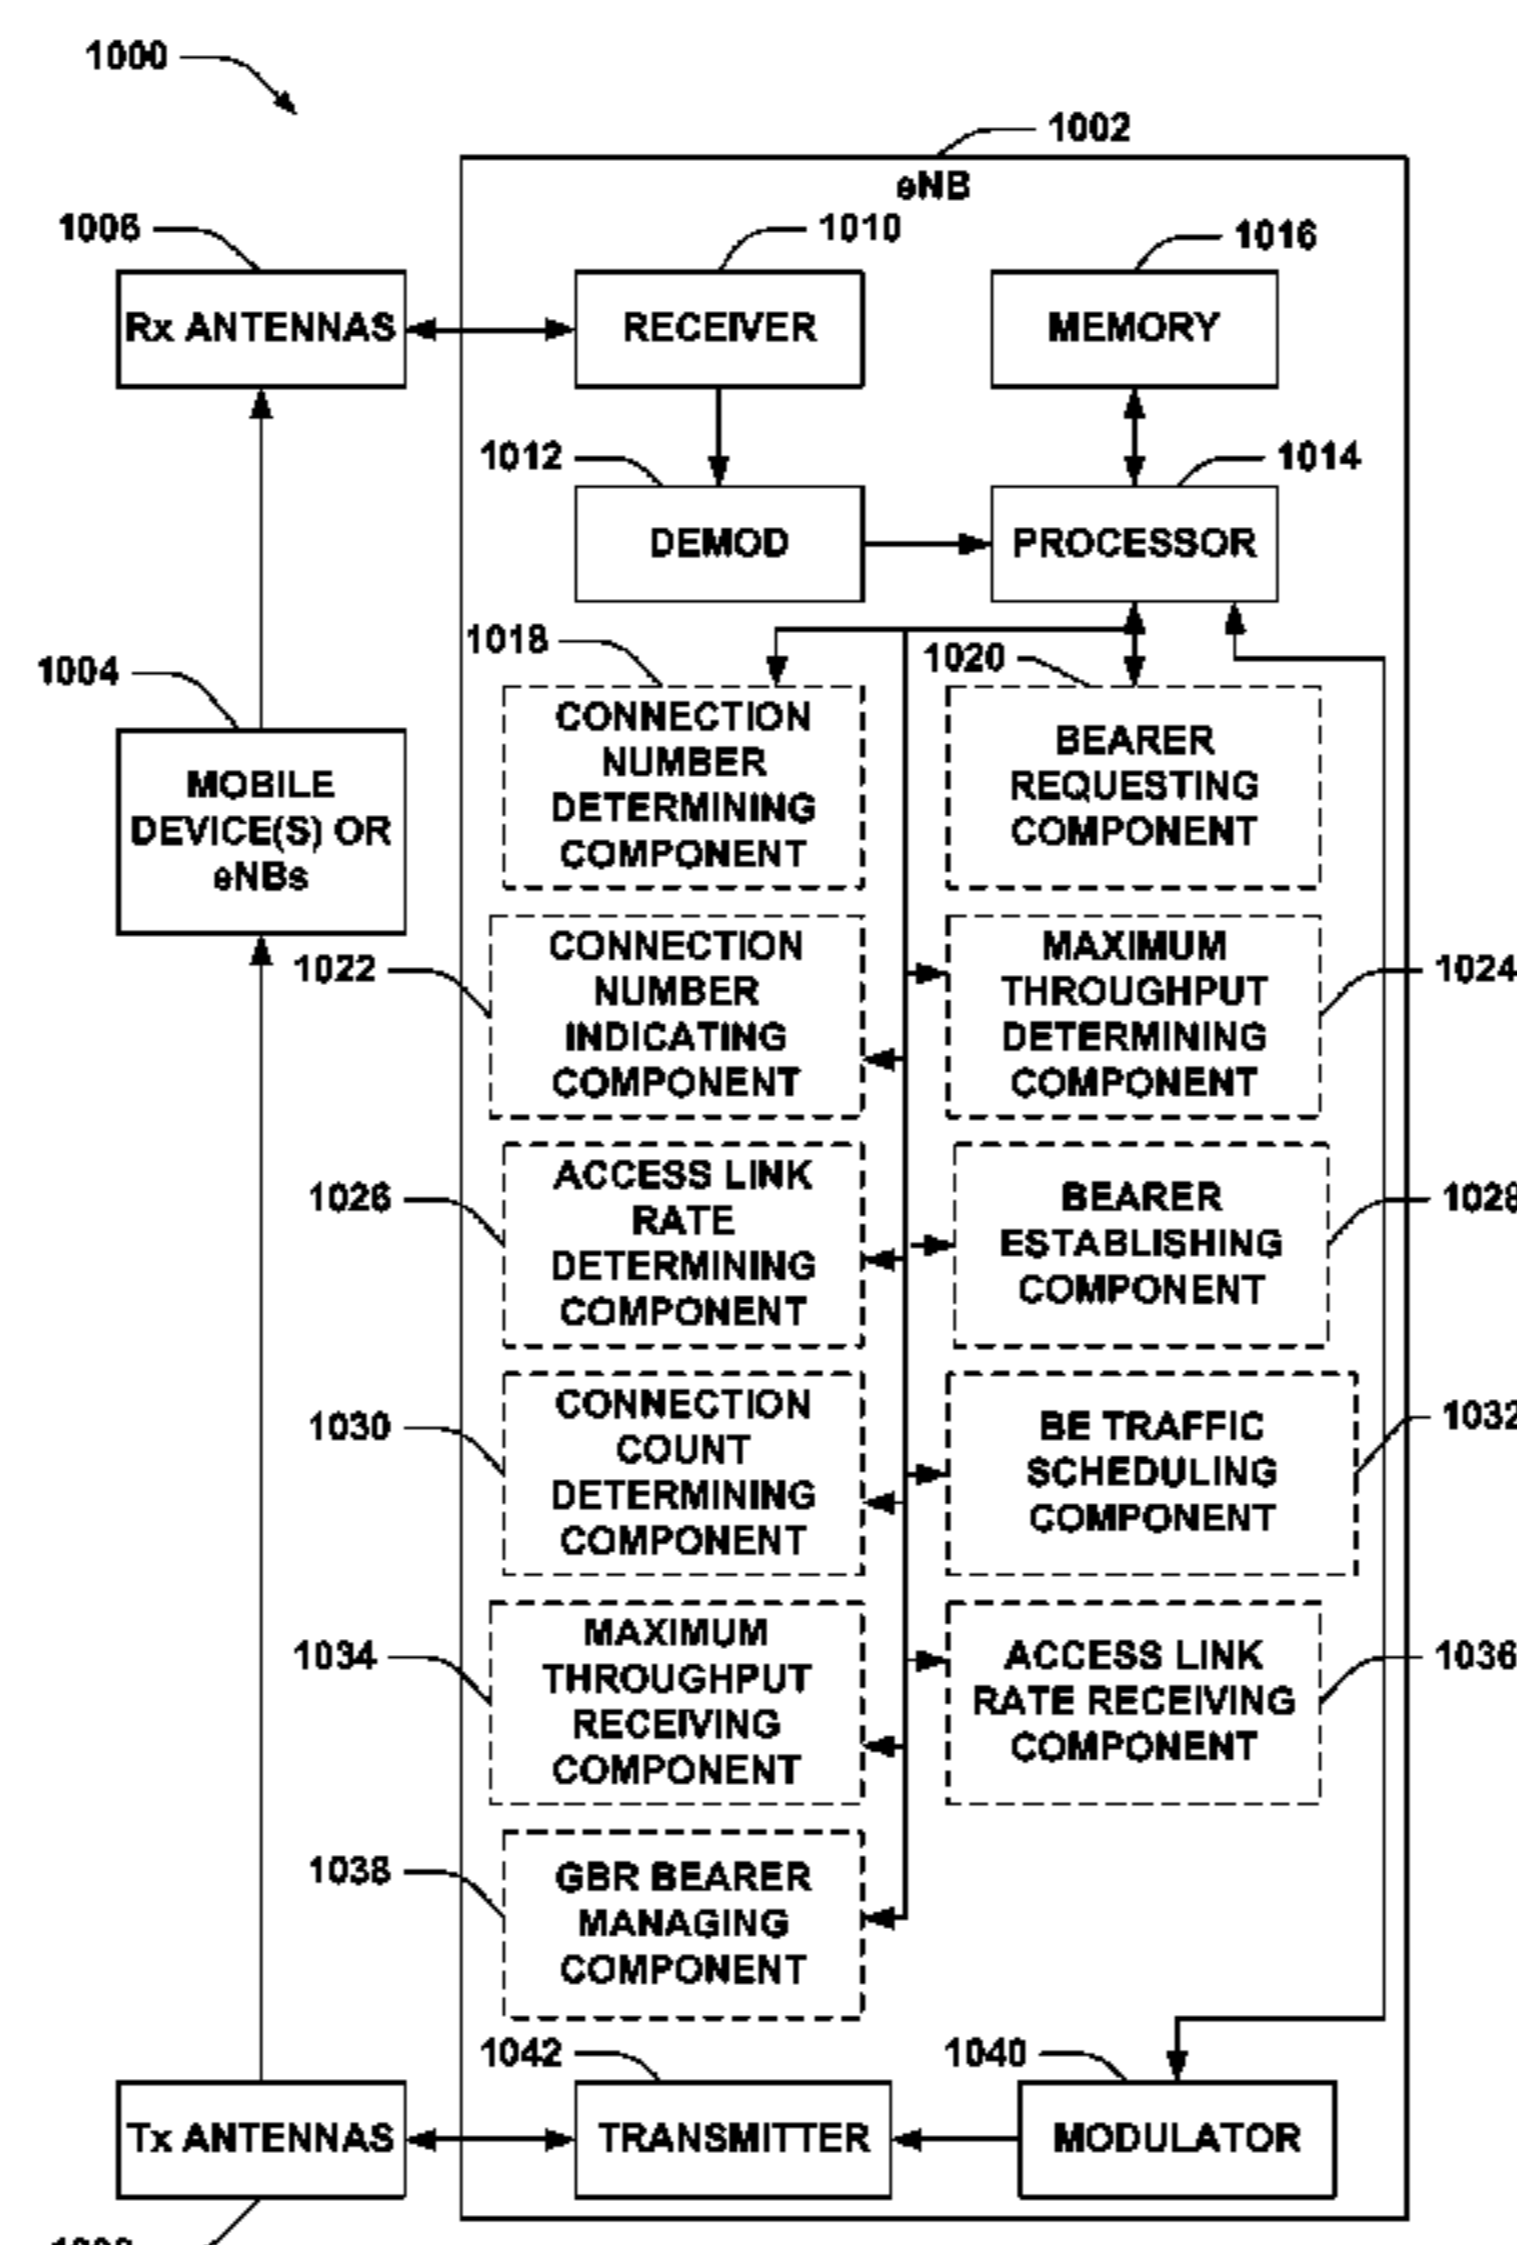 1000
1002
eNB
1006
1010
1016
Rx ANTENNAS
RECEIVER
MEMORY
1012
1014
DEMOD
PROCESSOR
1018
1020
1004
CONNECTION
NUMBER
DETERMINING
COMPONENT
BEARER
REQUESTING
COMPONENT
MOBILE
DEVICE(S) OR
eNBs
1022
CONNECTION
NUMBER
INDICATING
COMPONENT
MAXIMUM
THROUGHPUT
DETERMINING
COMPONENT
1024
1026
ACCESS LINK
RATE
DETERMINING
COMPONENT
BEARER
ESTABLISHING
COMPONENT
1028
1030
CONNECTION
COUNT
DETERMINING
COMPONENT
BE TRAFFIC
SCHEDULING
COMPONENT
1032
1034
MAXIMUM
THROUGHPUT
RECEIVING
COMPONENT
ACCESS LINK
RATE RECEIVING
COMPONENT
1036
1038
GBR BEARER
MANAGING
COMPONENT
1042
1040
Tx ANTENNAS
TRANSMITTER
MODULATOR